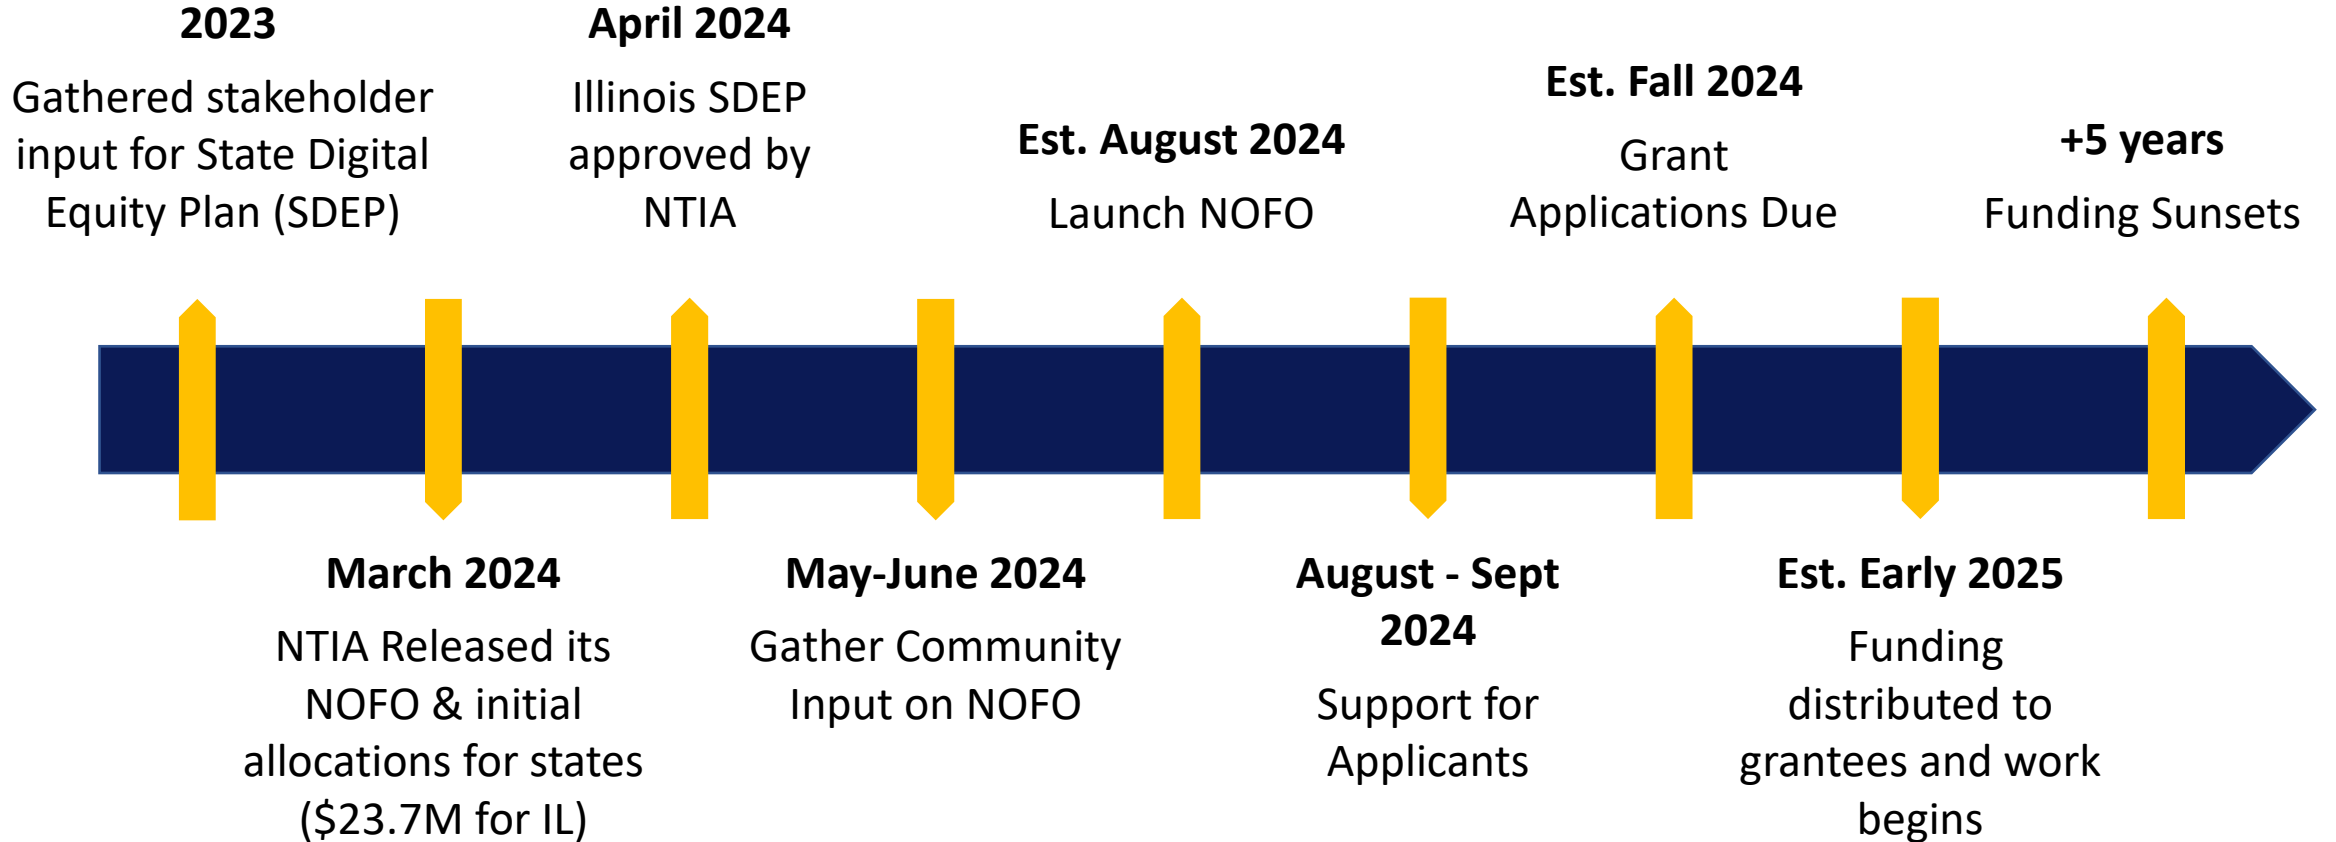 2023
Gathered stakeholder
input for State Digital
Equity Plan (SDEP)
March 2024
NTIA Released its
NOFO & initial
allocations for states
($23.7M for IL)
April 2024
Illinois SDEP
approved by
NTIA
May-June 2024
Gather Community
Input on NOFO
Est. August 2024
Launch NOFO
August - Sept
2024
Support for
Applicants
Est. Fall 2024
Grant
Applications Due
Est. Early 2025
Funding
distributed to
grantees and work
begins
+5 years
Funding Sunsets